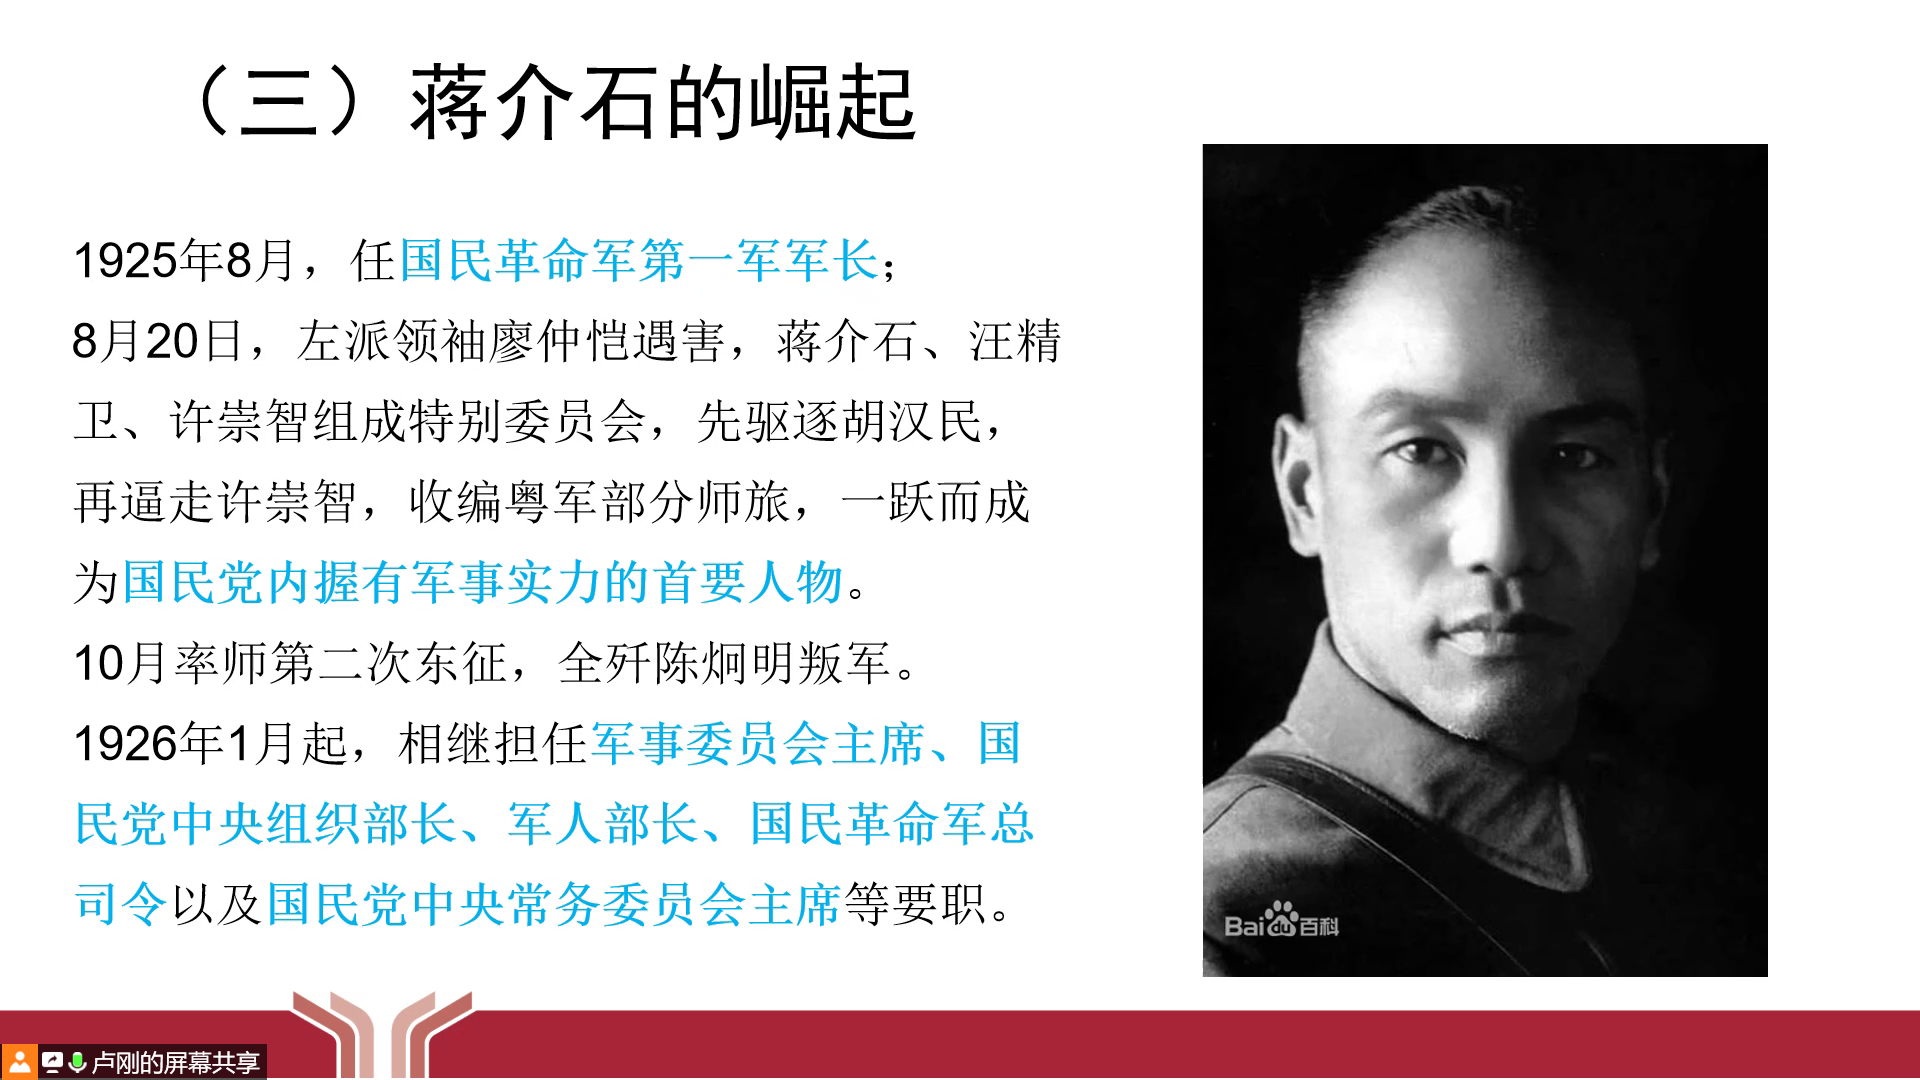 （三）蒋介石的崛起
1925年8月，任国民革命军第一军军长；
8月20日，左派领袖廖仲恺遇害，蒋介石、汪精
卫、许崇智组成特别委员会，先驱逐胡汉民，
再逼走许崇智，收编粤军部分师旅，一跃而成
为国民党内握有军事实力的首要人物。
10月率师第二次东征，全歼陈炯明叛军。
1926年1月起，相继担任军事委员会主席、国
民党中央组织部长、军人部长、国民革命军总
司令以及国民党中央常务委员会主席等要职。
Baidu百科
卢刚的屏幕共享